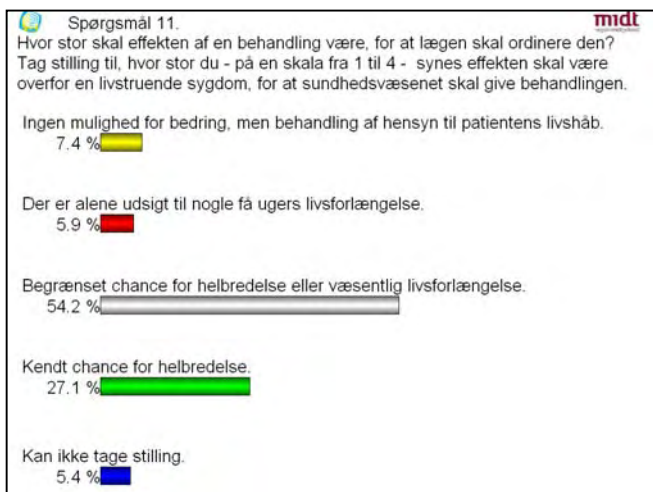 Spørgsmål 11.
midt
Hvor stor skal effekten af en behandling være, for at lægen skal ordinere den?
Tag stilling til, hvor stor du - på en skala fra 1 til 4 - synes effekten skal være
overfor en livstruende sygdom, for at sundhedsvæsenet skal give behandlingen.
Ingen mulighed for bedring, men behandling af hensyn til patientens livshåb.
7.4 %
Der er alene udsigt til nogle få ugers livsforlængelse.
5.9 %
Begrænset chance for helbredelse eller væsentlig livsforlængelse.
54.2 %
Kendt chance for helbredelse.
27.1 %
Kan ikke tage stilling.
5.4 %